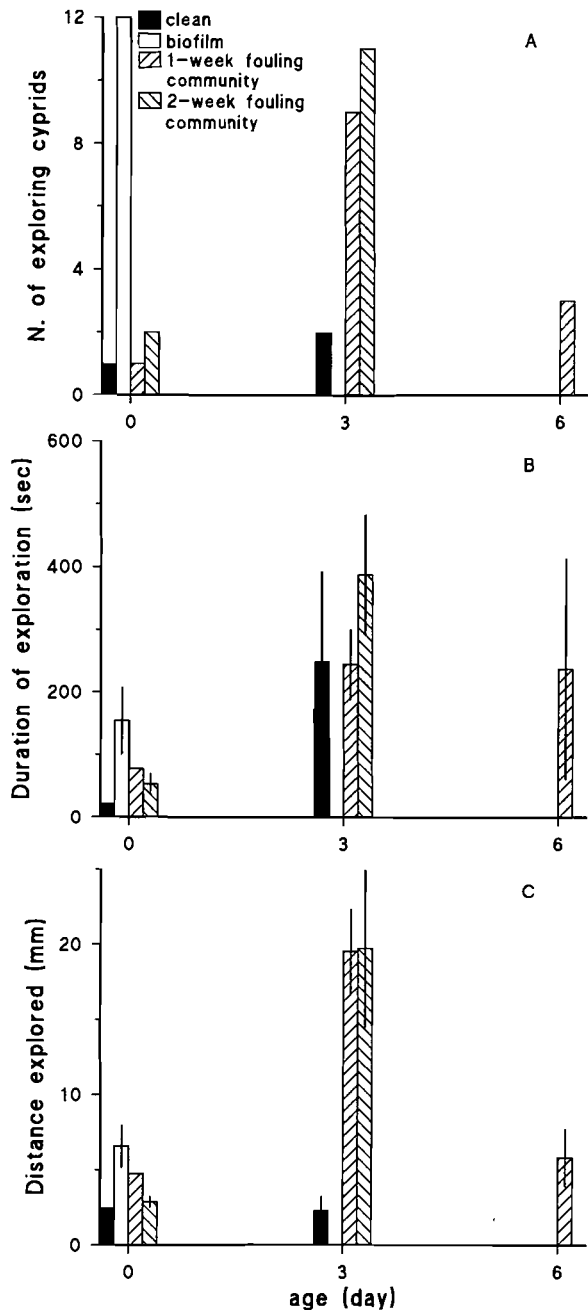 clean
biofilm
1-week fouling
community
2-week fouling
community
A
N. of exploring cyprids
12
8
4
0
0
3
6
B
Duration of exploration (sec)
600
400
200
0
0
3
6
C
Distance explored (mm)
20
10
0
0
3
6
age (day)